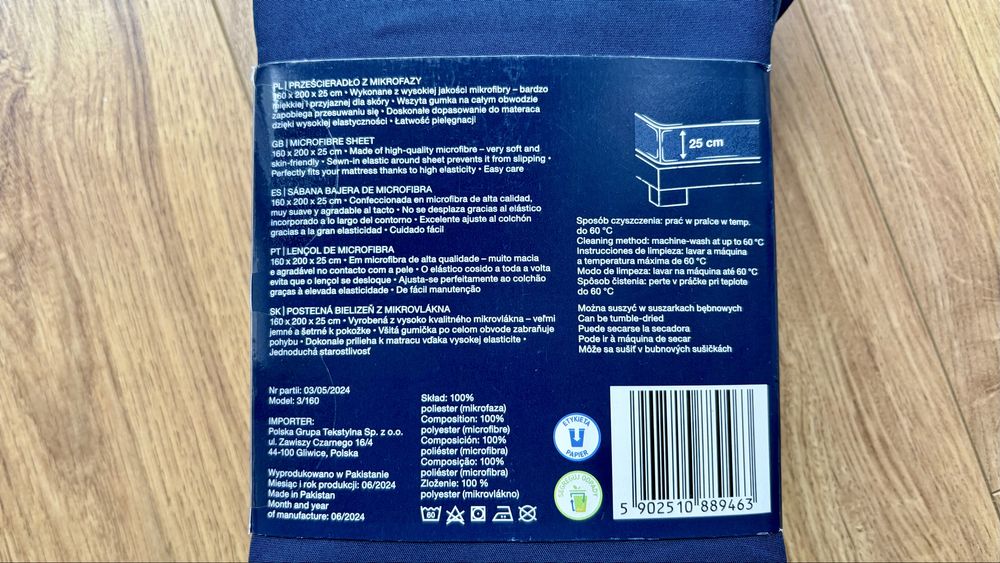 PL | PRZEŚCIERADŁO Z MIKROFAZY
160 x 200 x 25 cm • Wykonane z wysokiej jakości mikrofibry – bardzo
miękkiej i przyjaznej dla skóry • Wszyta gumka na całym obwodzie
zapobiega przesuwaniu się • Doskonałe dopasowanie do materaca
dzięki wysokiej elastyczności • Łatwość pielęgnacji
GB | MICROFIBRE SHEET
160 x 200 x 25 cm • Made of high-quality microfibre – very soft and
skin-friendly • Sewn-in elastic around sheet prevents it from slipping •
Perfectly fits your mattress thanks to high elasticity • Easy care
ES | SÁBANA BAJERA DE MICROFIBRA
160 x 200 x 25 cm • Confeccionada en microfibra de alta calidad,
muy suave y agradable al tacto • No se desplaza gracias al elástico
incorporado a lo largo del contorno • Excelente ajuste al colchón
gracias a la gran elasticidad • Cuidado fácil
PT | LENÇOL DE MICROFIBRA
160 x 200 x 25 cm • Em microfibra de alta qualidade – muito macia
e agradável no contacto com a pele • O elástico cosido a toda a volta
evita que o lençol se desloque • Ajusta-se perfeitamente ao colchão
graças à elevada elasticidade • De fácil manutenção
SK | POSTEĽNÁ BIELIZEŇ Z MIKROVLÁKNA
160 x 200 x 25 cm • Vyrobená z vysoko kvalitného mikrovlákna – veľmi
jemné a šetrné k pokožke • Všitá gumička po celom obvode zabraňuje
pohybu • Dokonale prilieha k matracu vďaka vysokej elasticite •
Jednoduchá starostlivosť
25 cm
Sposób czyszczenia: prać w pralce w temp.
do 60 °C
Cleaning method: machine-wash at up to 60 °C
Instrucciones de limpieza: lavar a máquina
a temperatura máxima de 60 °C
Modo de limpeza: lavar na máquina até 60 °C
Spôsob čistenia: perte v práčke pri teplote
do 60 °C
Można suszyć w suszarkach bębnowych
Can be tumble-dried
Puede secarse la secadora
Pode ir à máquina de secar
Môže sa sušiť v bubnových sušičkách
Nr partii: 03/05/2024
Model: 3/160
IMPORTER:
Polska Grupa Tekstylna Sp. z o.o.
ul. Zawiszy Czarnego 16/4
44-100 Gliwice, Polska
Wyprodukowano w Pakistanie
Miesiąc i rok produkcji: 06/2024
Made in Pakistan
Month and year
of manufacture: 06/2024
Skład: 100%
poliester (mikrofaza)
Composition: 100%
polyester (microfibre)
Composición: 100%
poliéster (microfibra)
Composição: 100%
poliéster (microfibra)
Zloženie: 100 %
polyester (mikrovlákno)
60
ETYKIETA
PAPIER
SEGREGUJ ODPADY
5 902510 889463